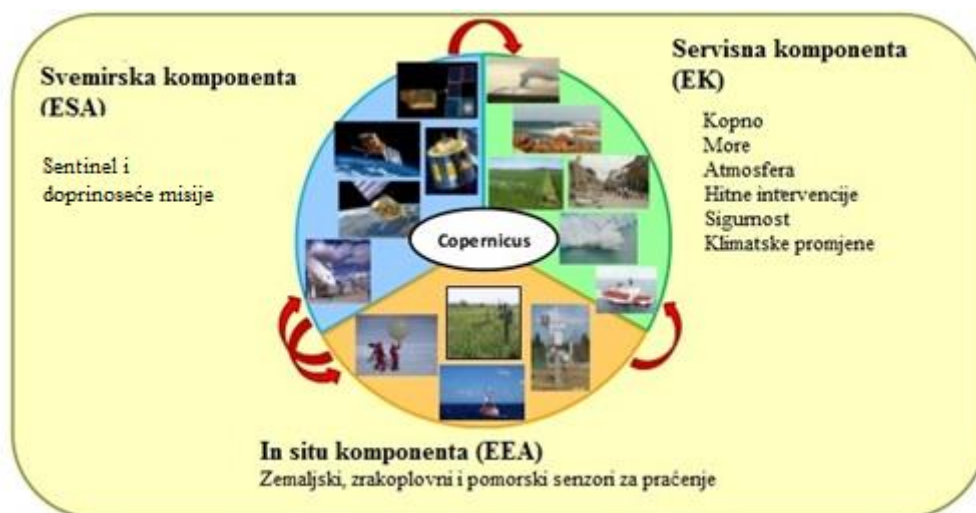 Svemirska komponenta
(ESA)
Sentinel i
doprinoseće misije
Servisna komponenta
(EK)
Kopno
More
Atmosfera
Hitne intervencije
Sigurnost
Klimatske promjene
Copernicus
In situ komponenta (EEA)
Zemaljski, zrakoplovni i pomorski senzori za praćenje